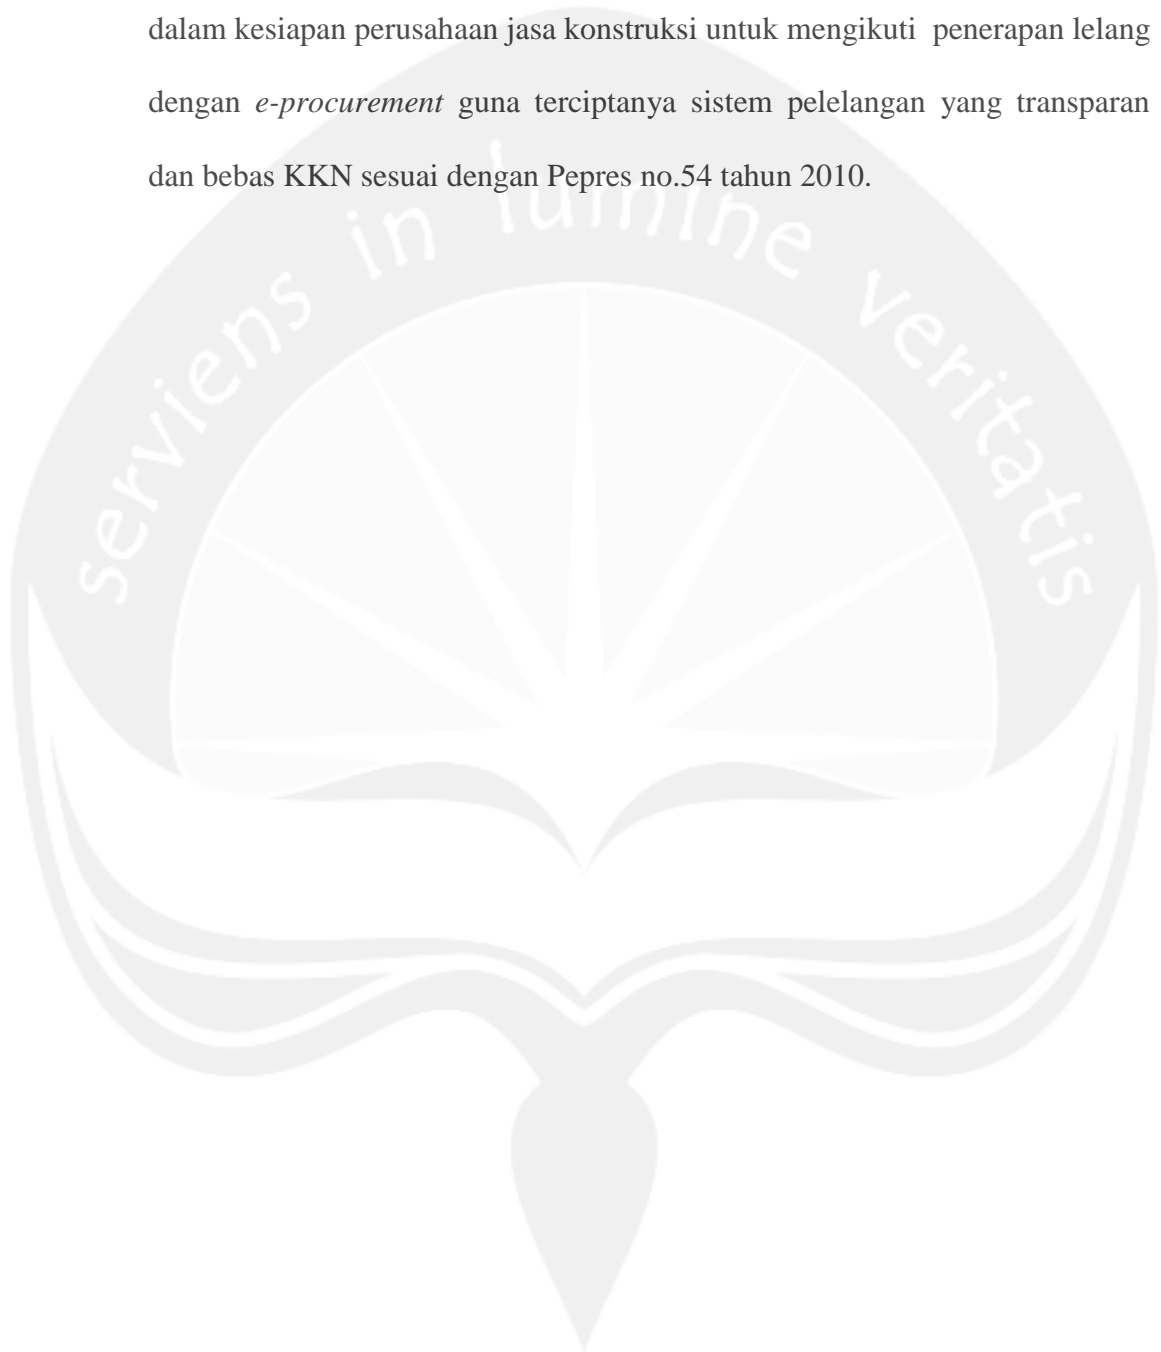 dalam kesiapan perusahaan jasa konstruksi untuk mengikuti  penerapan lelang
dengan e-procurement guna terciptanya sistem pelelangan yang transparan
dan bebas KKN sesuai dengan Pepres no.54 tahun 2010.
serviens in lumine veritatis